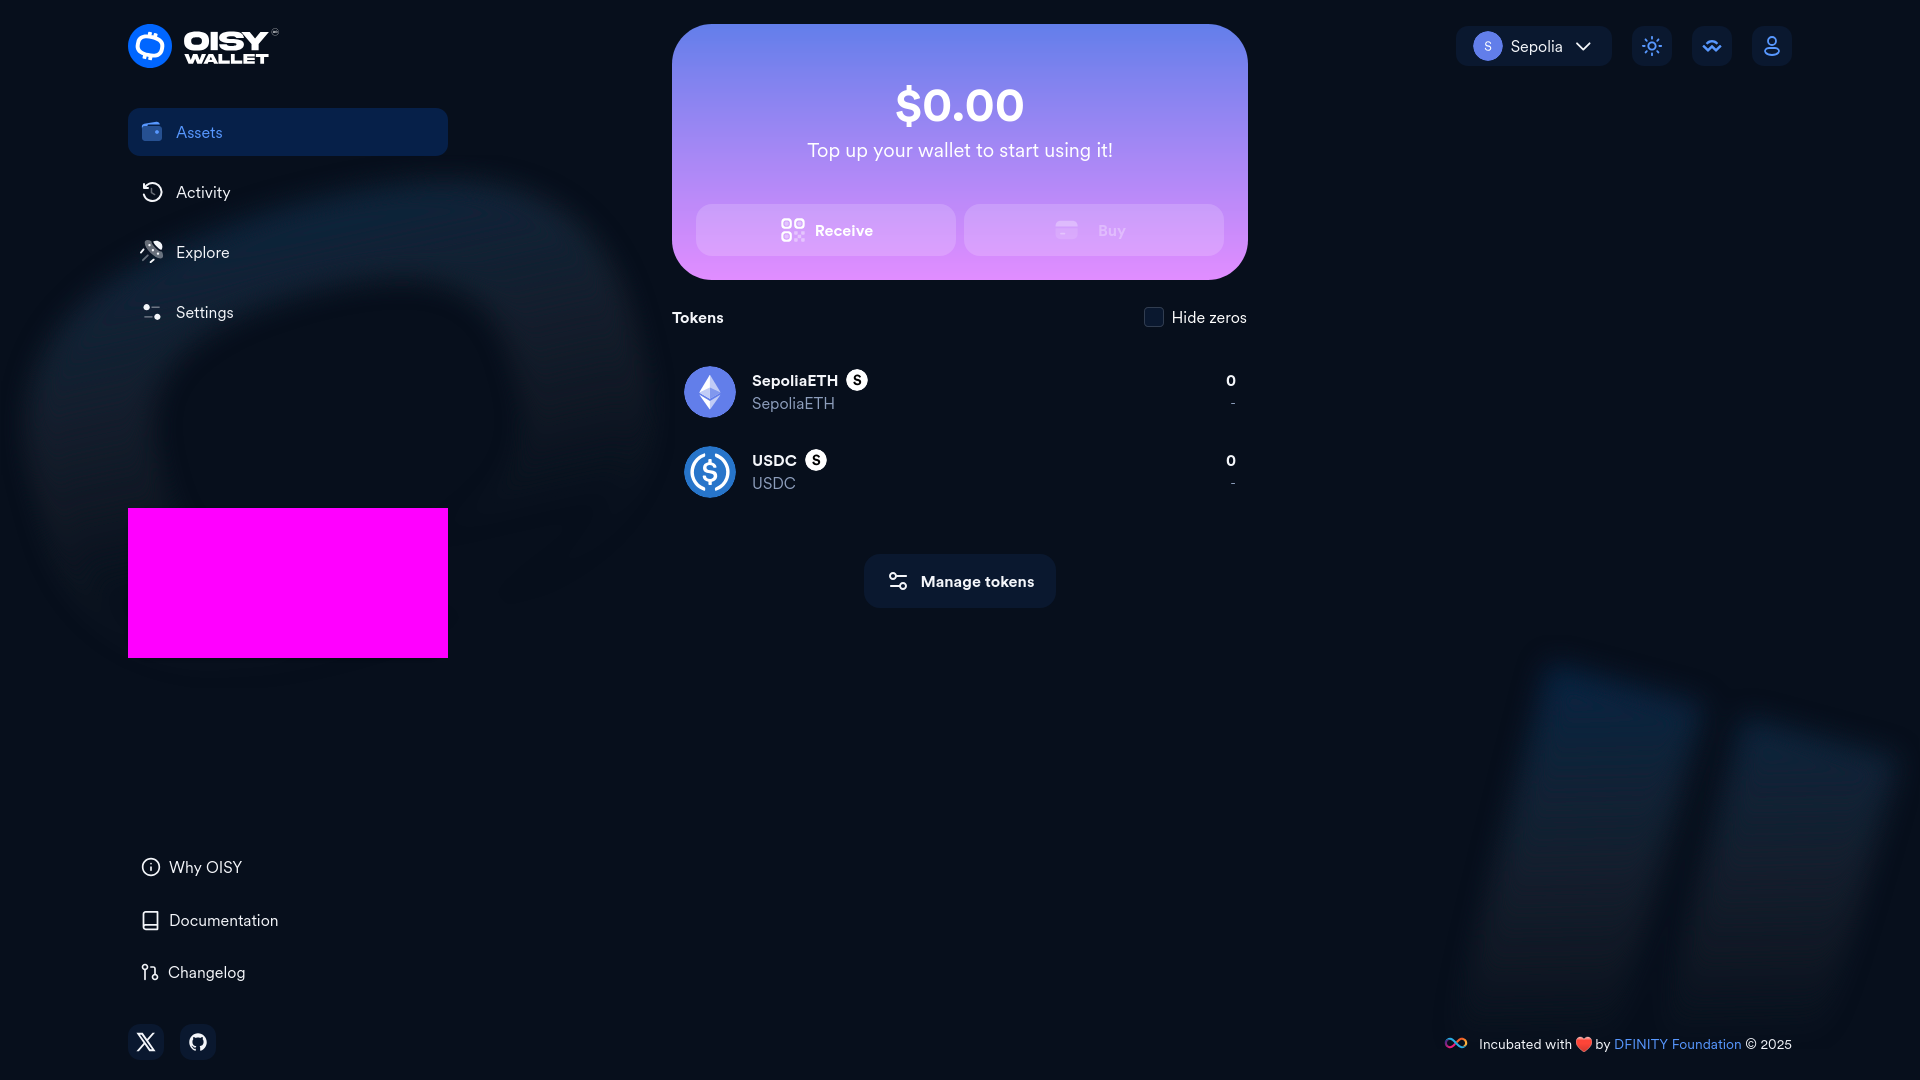 OISY
WALLET
S
Sepolia
Assets
Activity
Explore
Settings
$0.00
Top up your wallet to start using it!
Receive
Buy
Tokens
Hide zeros
SepoliaETH S
0
SepoliaETH
-
USDC S
0
USDC
-
Manage tokens
Why OISY
Documentation
Changelog
Incubated with ❤️ by DFINITY Foundation © 2025